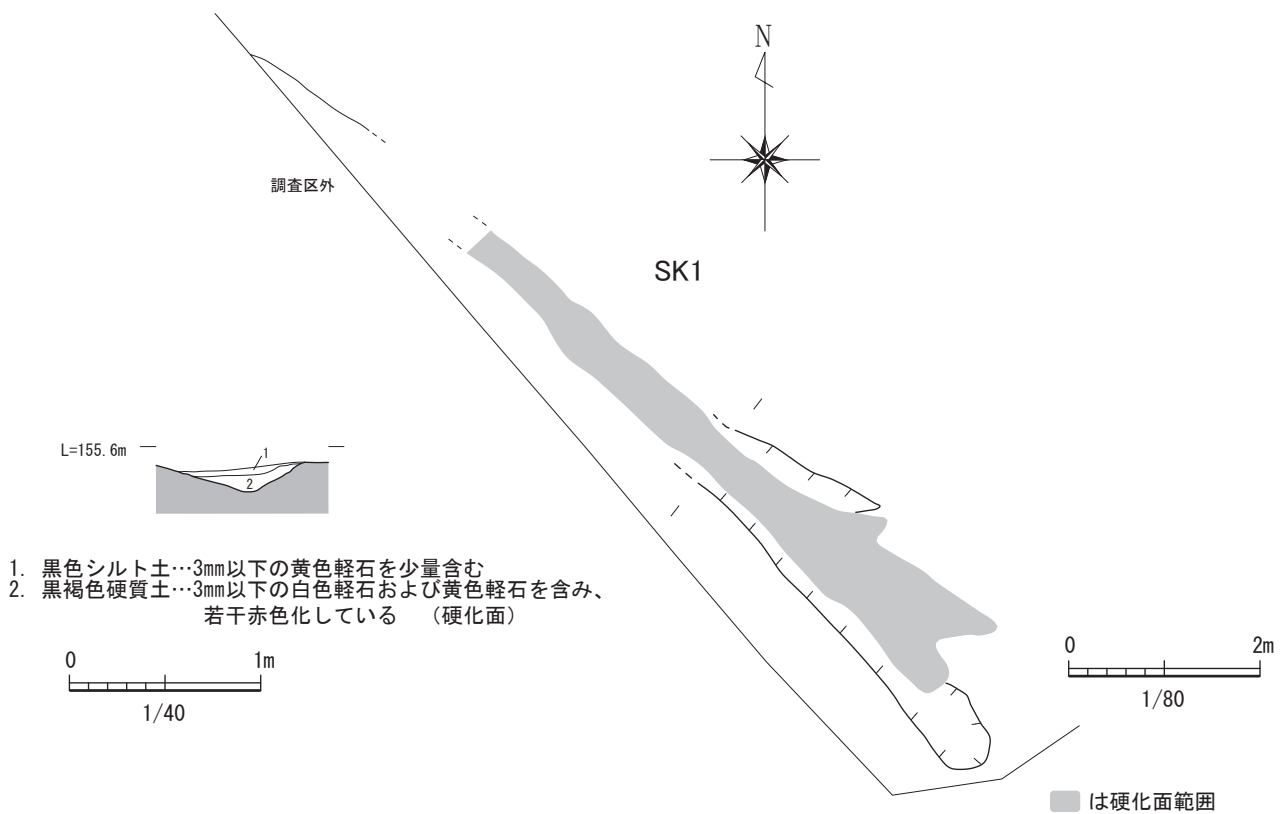 N
調査区外
SK1
L=155.6m
1
2
1. 黒色シルト土…3mm以下の黄色軽石を少量含む
2. 黒褐色硬質土…3mm以下の白色軽石および黄色軽石を含み、
若干赤色化している （硬化面）
0 1m
1/40
0 2m
1/80
は硬化面範囲